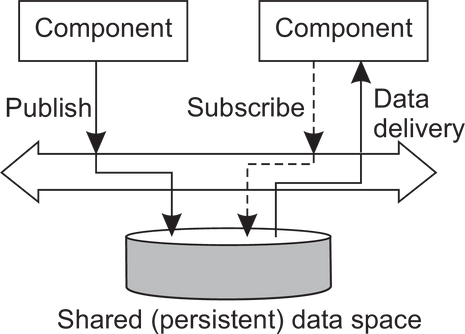 Component
Component
Publish
Subscribe
Data
delivery
Shared (persistent) data space